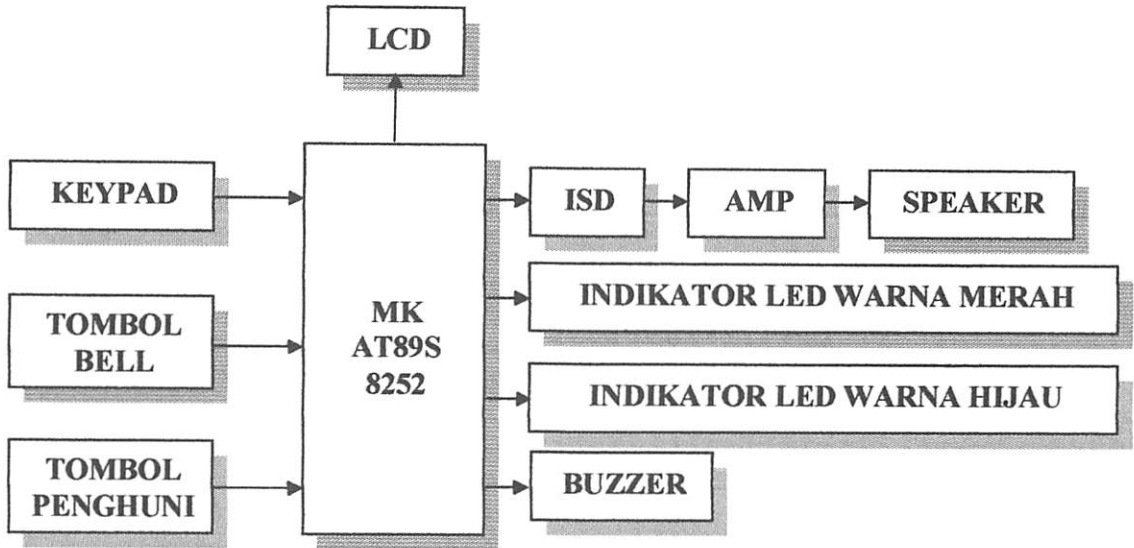 LCD
KEYPAD
ISD
AMP
SPEAKER
INDIKATOR LED WARNA MERAH
TOMBOL
BELL
MK
AT89S
8252
INDIKATOR LED WARNA HIJAU
TOMBOL
PENGHUNI
BUZZER